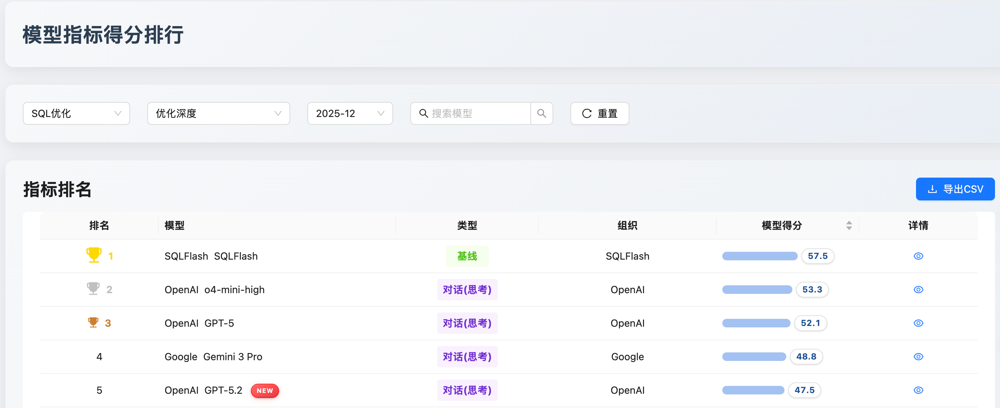 模型指标得分排行
SQL优化 优化深度 2025-12 搜索模型 重置
指标排名 导出CSV
排名 模型 类型 组织 模型得分 详情
1 SQLFlash SQLFlash 基线 SQLFlash 57.5
2 OpenAI o4-mini-high 对话(思考) OpenAI 53.3
3 OpenAI GPT-5 对话(思考) OpenAI 52.1
4 Google Gemini 3 Pro 对话(思考) Google 48.8
5 OpenAI GPT-5.2 NEW 对话(思考) OpenAI 47.5